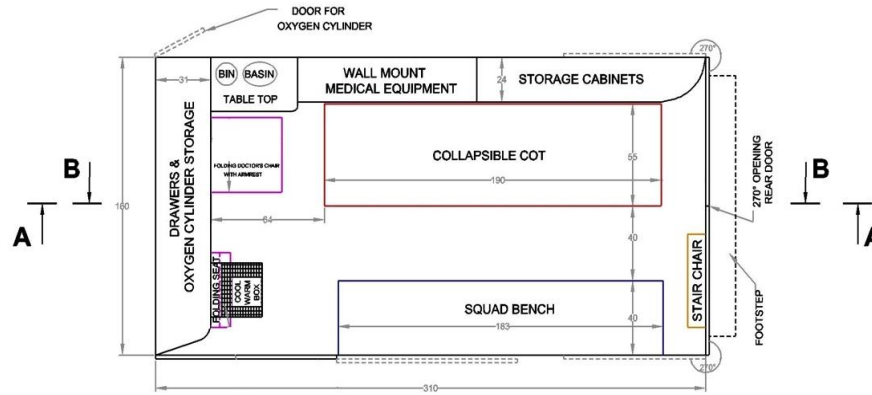 DOOR FOR
OXYGEN CYLINDER
270°
31
BIN
BASIN
TABLE TOP
WALL MOUNT
MEDICAL EQUIPMENT
24
STORAGE CABINETS
DRAWERS &
OXYGEN CYLINDER STORAGE
FOLDING DOCTOR'S CHAIR
WITH ARMREST
COLLAPSIBLE COT
55
190
B
B
A
A
160
64
270° OPENING
REAR DOOR
40
FOLDING SEAT
COOL
WARM
BOX
SQUAD BENCH
183
40
STAIR CHAIR
FOOTSTEP
270°
310